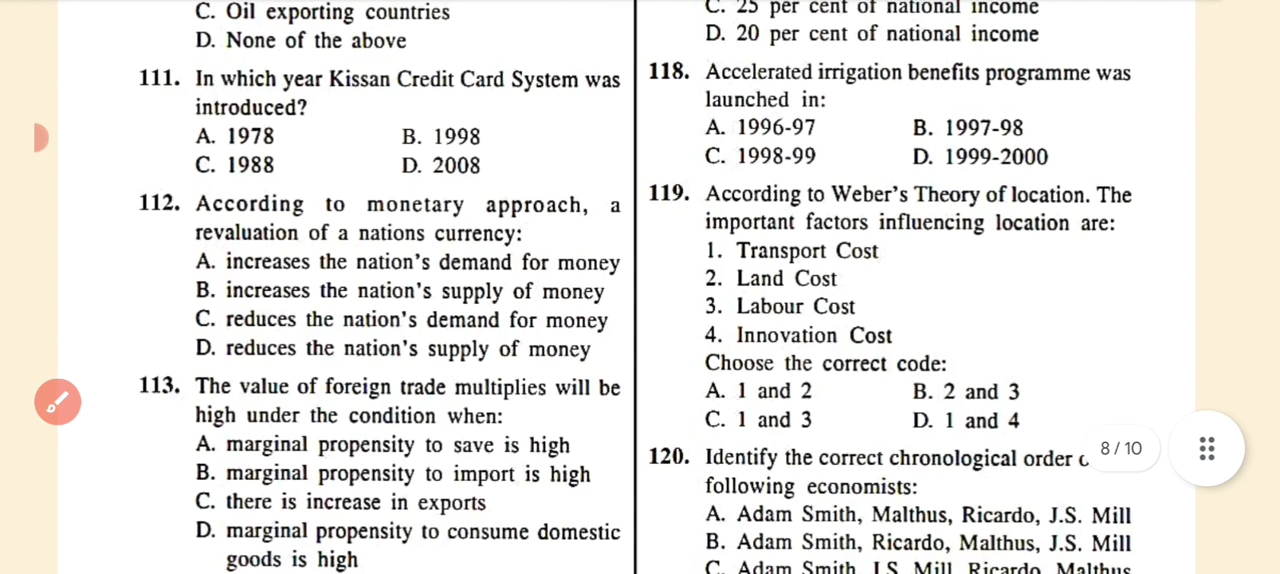 C. Oil exporting countries
D. None of the above
111. In which year Kissan Credit Card System was
introduced?
A. 1978 B. 1998
C. 1988 D. 2008
112. According to monetary approach, a
revaluation of a nations currency:
A. increases the nation's demand for money
B. increases the nation's supply of money
C. reduces the nation's demand for money
D. reduces the nation's supply of money
113. The value of foreign trade multiplies will be
high under the condition when:
A. marginal propensity to save is high
B. marginal propensity to import is high
C. there is increase in exports
D. marginal propensity to consume domestic
goods is high
C. 25 per cent of national income
D. 20 per cent of national income
118. Accelerated irrigation benefits programme was
launched in:
A. 1996-97 B. 1997-98
C. 1998-99 D. 1999-2000
119. According to Weber's Theory of location. The
important factors influencing location are:
1. Transport Cost
2. Land Cost
3. Labour Cost
4. Innovation Cost
Choose the correct code:
A. 1 and 2 B. 2 and 3
C. 1 and 3 D. 1 and 4
120. Identify the correct chronological order
following economists:
A. Adam Smith, Malthus, Ricardo, J.S. Mill
B. Adam Smith, Ricardo, Malthus, J.S. Mill
C. Adam Smith, J.S. Mill, Ricardo, Malthus
8/10